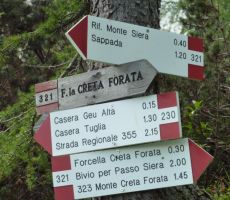 Rif. Monte Siera 0.40
Sappada 1.20 321
321 F.la CRETA FORATA
Casera Geu Alta 0.15
Casera Tuglia 1.30 230
Strada Regionale 355 2.15
Forcella Creta Forata 0.30
321 Bivio per Passo Siera 2.00
323 Monte Creta Forata 1.45